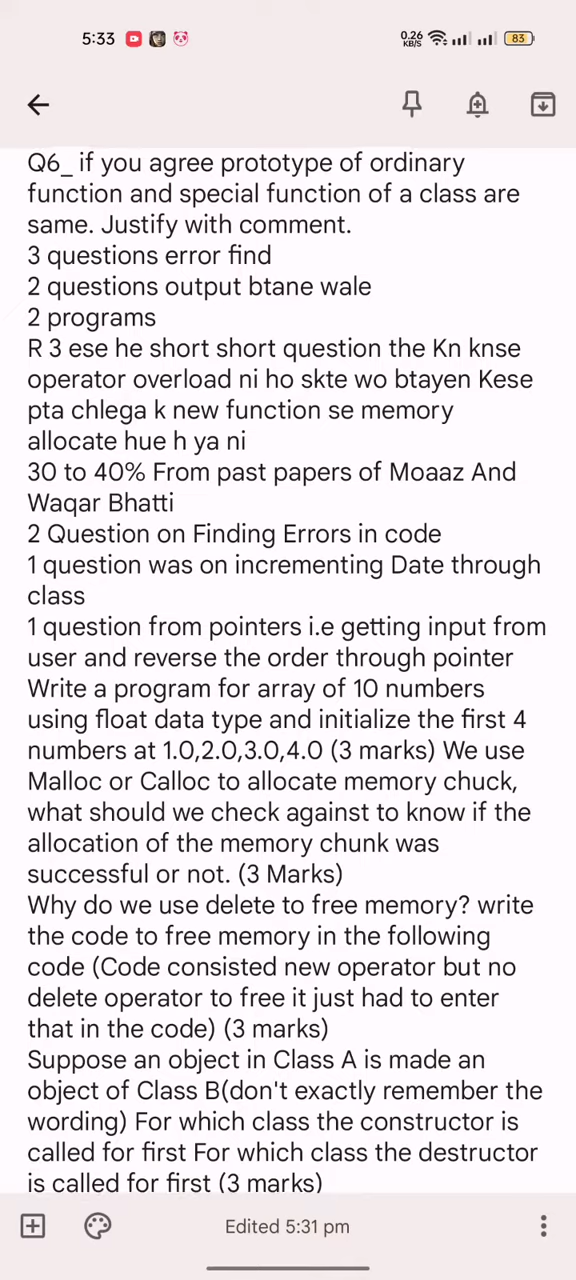 5:33
0.26
KB/S
83
Q6_ if you agree prototype of ordinary
function and special function of a class are
same. Justify with comment.
3 questions error find
2 questions output btane wale
2 programs
R 3 ese he short short question the Kn knse
operator overload ni ho skte wo btayen Kese
pta chlega k new function se memory
allocate hue h ya ni
30 to 40% From past papers of Moaaz And
Waqar Bhatti
2 Question on Finding Errors in code
1 question was on incrementing Date through
class
1 question from pointers i.e getting input from
user and reverse the order through pointer
Write a program for array of 10 numbers
using float data type and initialize the first 4
numbers at 1.0,2.0,3.0,4.0 (3 marks) We use
Malloc or Calloc to allocate memory chuck,
what should we check against to know if the
allocation of the memory chunk was
successful or not. (3 Marks)
Why do we use delete to free memory? write
the code to free memory in the following
code (Code consisted new operator but no
delete operator to free it just had to enter
that in the code) (3 marks)
Suppose an object in Class A is made an
object of Class B(don't exactly remember the
wording) For which class the constructor is
called for first For which class the destructor
is called for first (3 marks)
Edited 5:31 pm